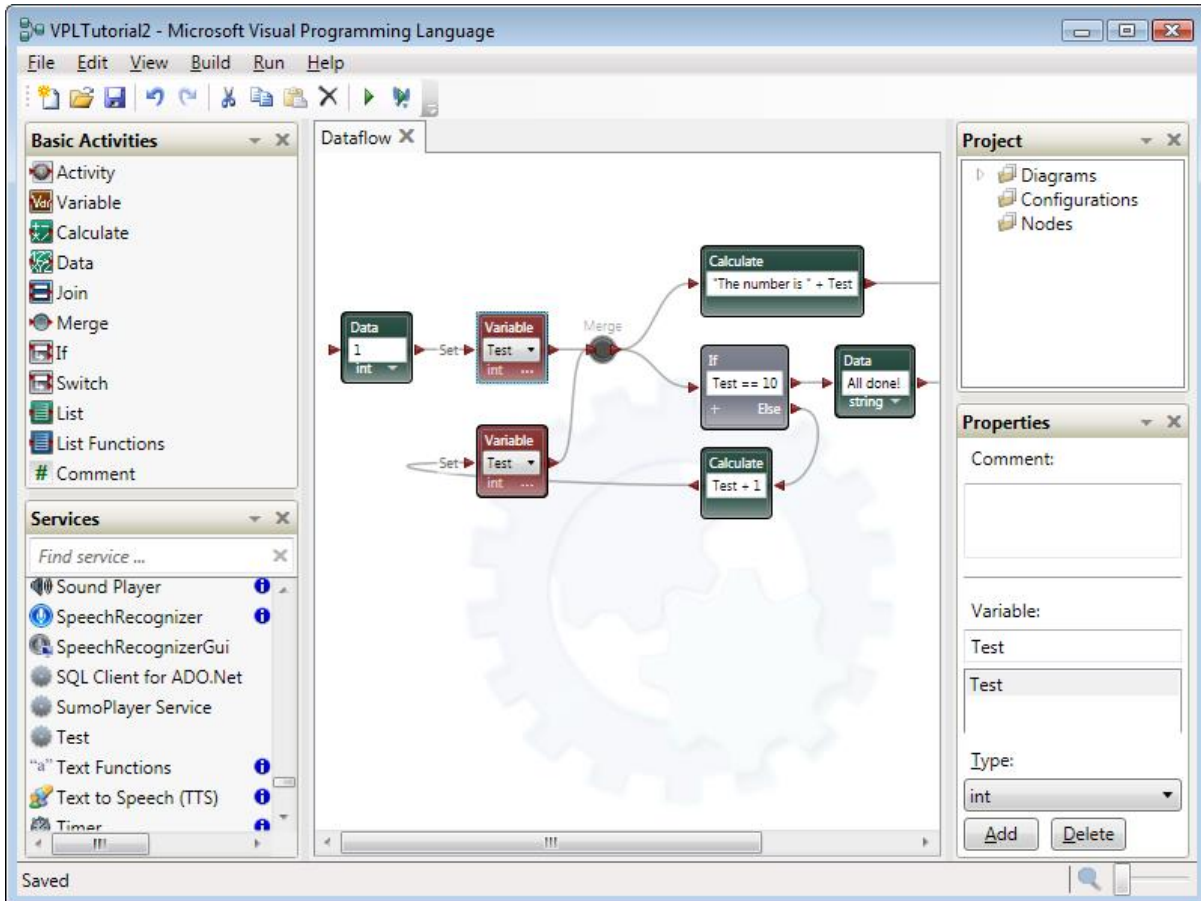 VPLTutorial2 - Microsoft Visual Programming Language
File Edit View Build Run Help
Basic Activities
Activity
Variable
Calculate
Data
Join
Merge
If
Switch
List
List Functions
# Comment
Services
Find service ...
Sound Player
SpeechRecognizer
SpeechRecognizerGui
SQL Client for ADO.Net
SumoPlayer Service
Test
"a" Text Functions
Text to Speech (TTS)
Timer
Dataflow
Calculate
"The number is " + Test
Data
1
int
Set
Variable
Test
int ...
Merge
If
Test == 10
+ Else
Data
All done!
string
Set
Variable
Test
int ...
Calculate
Test + 1
Project
Diagrams
Configurations
Nodes
Properties
Comment:
Variable:
Test
Test
Type:
int
Add Delete
Saved